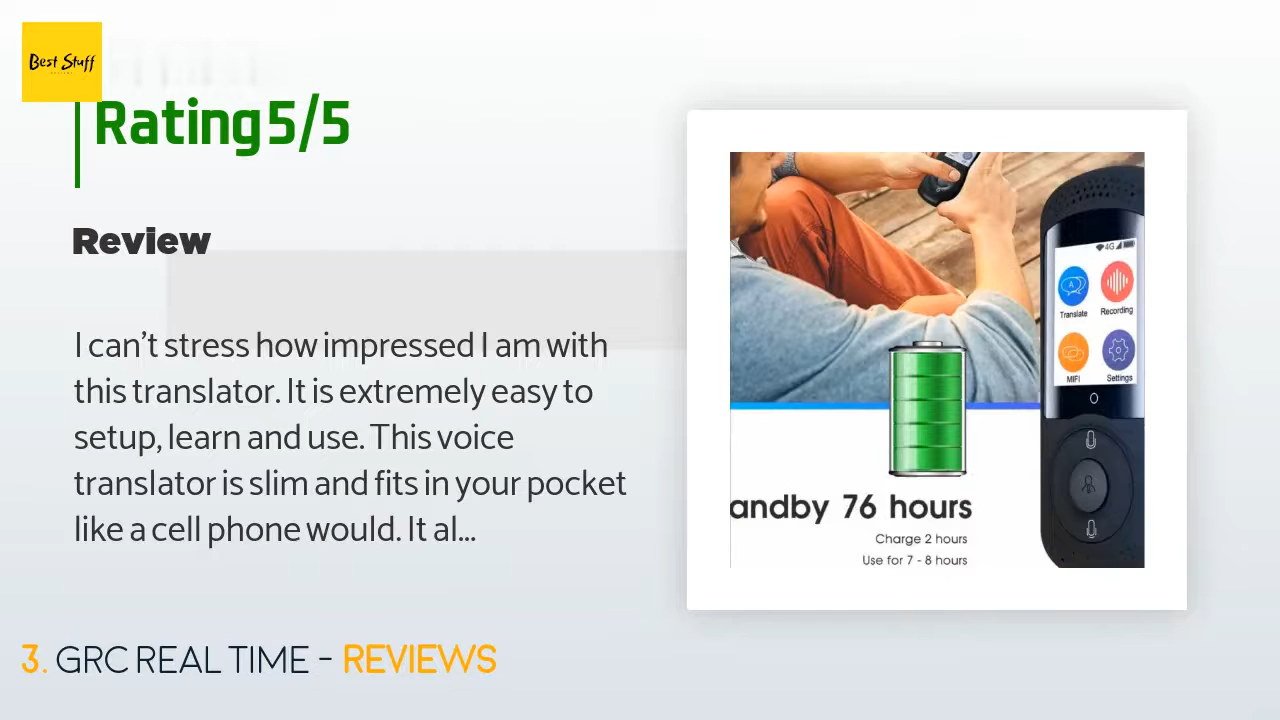 Best Stuff
Rating 5/5
Review
I can't stress how impressed I am with
this translator. It is extremely easy to
setup, learn and use. This voice
translator is slim and fits in your pocket
like a cell phone would. It al...
4G
Translate
Recording
MIFI
Settings
andby 76 hours
Charge 2 hours
Use for 7 - 8 hours
3. GRC REAL TIME - REVIEWS